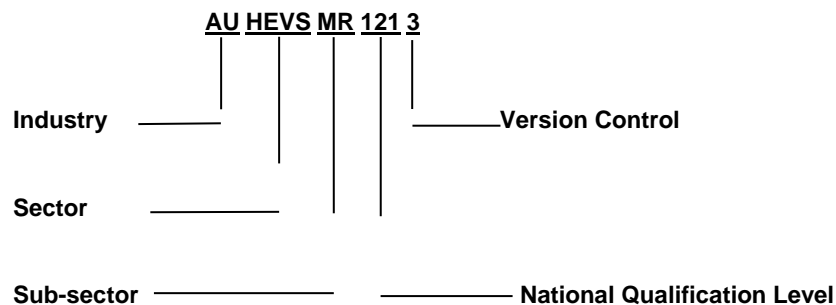 AU HEVS MR 121 3
Industry Version Control
Sector
Sub-sector National Qualification Level